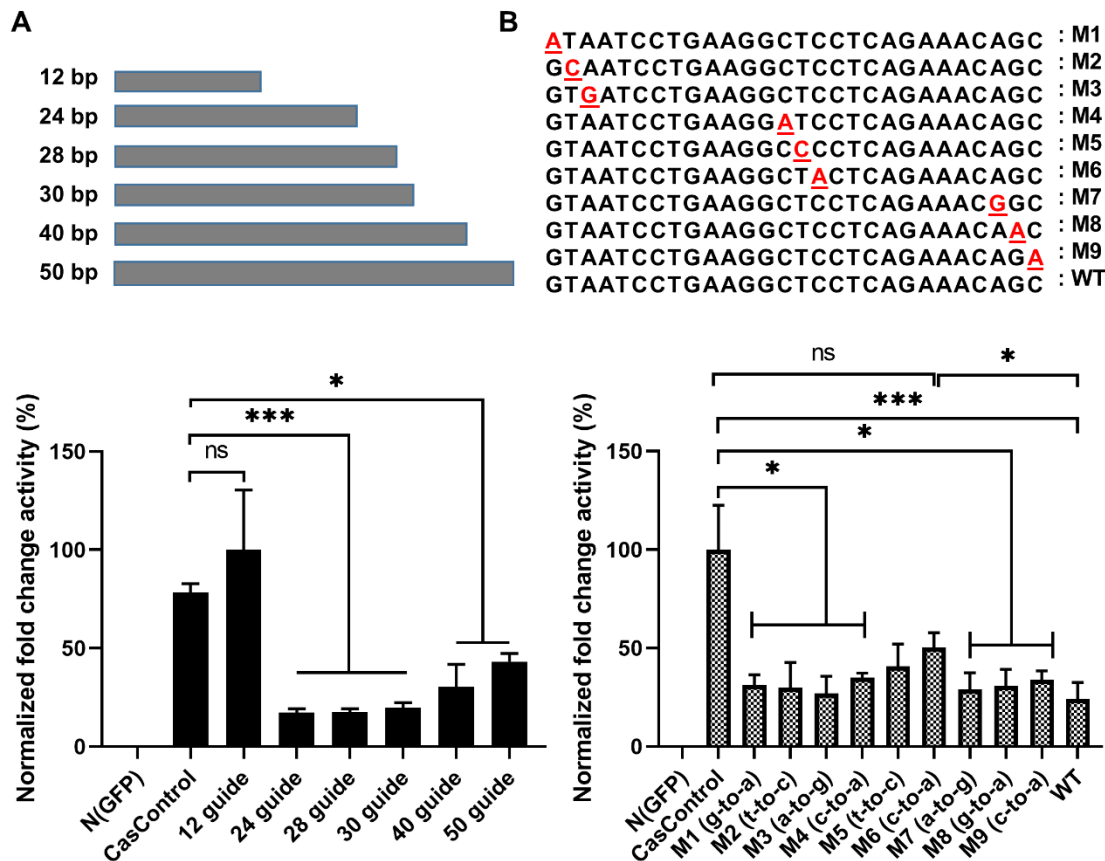 A
12 bp
24 bp
28 bp
30 bp
40 bp
50 bp
B
ATAATCCTGAAGGCTCCTCAGAAACAGC : M1
GCAATCCTGAAGGCTCCTCAGAAACAGC : M2
GTGATCCTGAAGGCTCCTCAGAAACAGC : M3
GTAATCCTGAAGGATCCTCAGAAACAGC : M4
GTAATCCTGAAGGCCCCTCAGAAACAGC : M5
GTAATCCTGAAGGCTACTCAGAAACAGC : M6
GTAATCCTGAAGGCTCCTCAGAAACGGC : M7
GTAATCCTGAAGGCTCCTCAGAAACAAC : M8
GTAATCCTGAAGGCTCCTCAGAAACAGA : M9
GTAATCCTGAAGGCTCCTCAGAAACAGC : WT
Normalized fold change activity (%)
150
100
50
0
*
***
ns
N(GFP)
CasControl
12 guide
24 guide
28 guide
30 guide
40 guide
50 guide
Normalized fold change activity (%)
150
100
50
0
ns
*
***
*
*
N(GFP)
CasControl
M1 (g-to-a)
M2 (t-to-c)
M3 (a-to-g)
M4 (c-to-a)
M5 (t-to-c)
M6 (c-to-a)
M7 (a-to-g)
M8 (g-to-a)
M9 (c-to-a)
WT